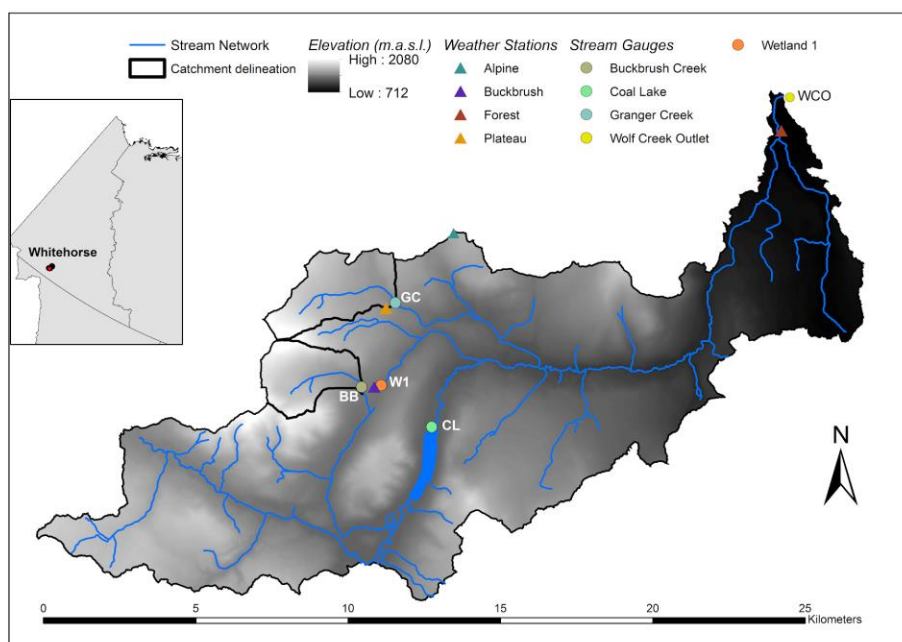 Stream Network
Catchment delineation
Elevation (m.a.s.l.)
High : 2080
Low : 712
Weather Stations
Alpine
Buckbrush
Forest
Plateau
Stream Gauges
Buckbrush Creek
Coal Lake
Granger Creek
Wolf Creek Outlet
Wetland 1
WCO
Whitehorse
GC
W1
BB
CL
N
0 5 10 15 20 25
Kilometers